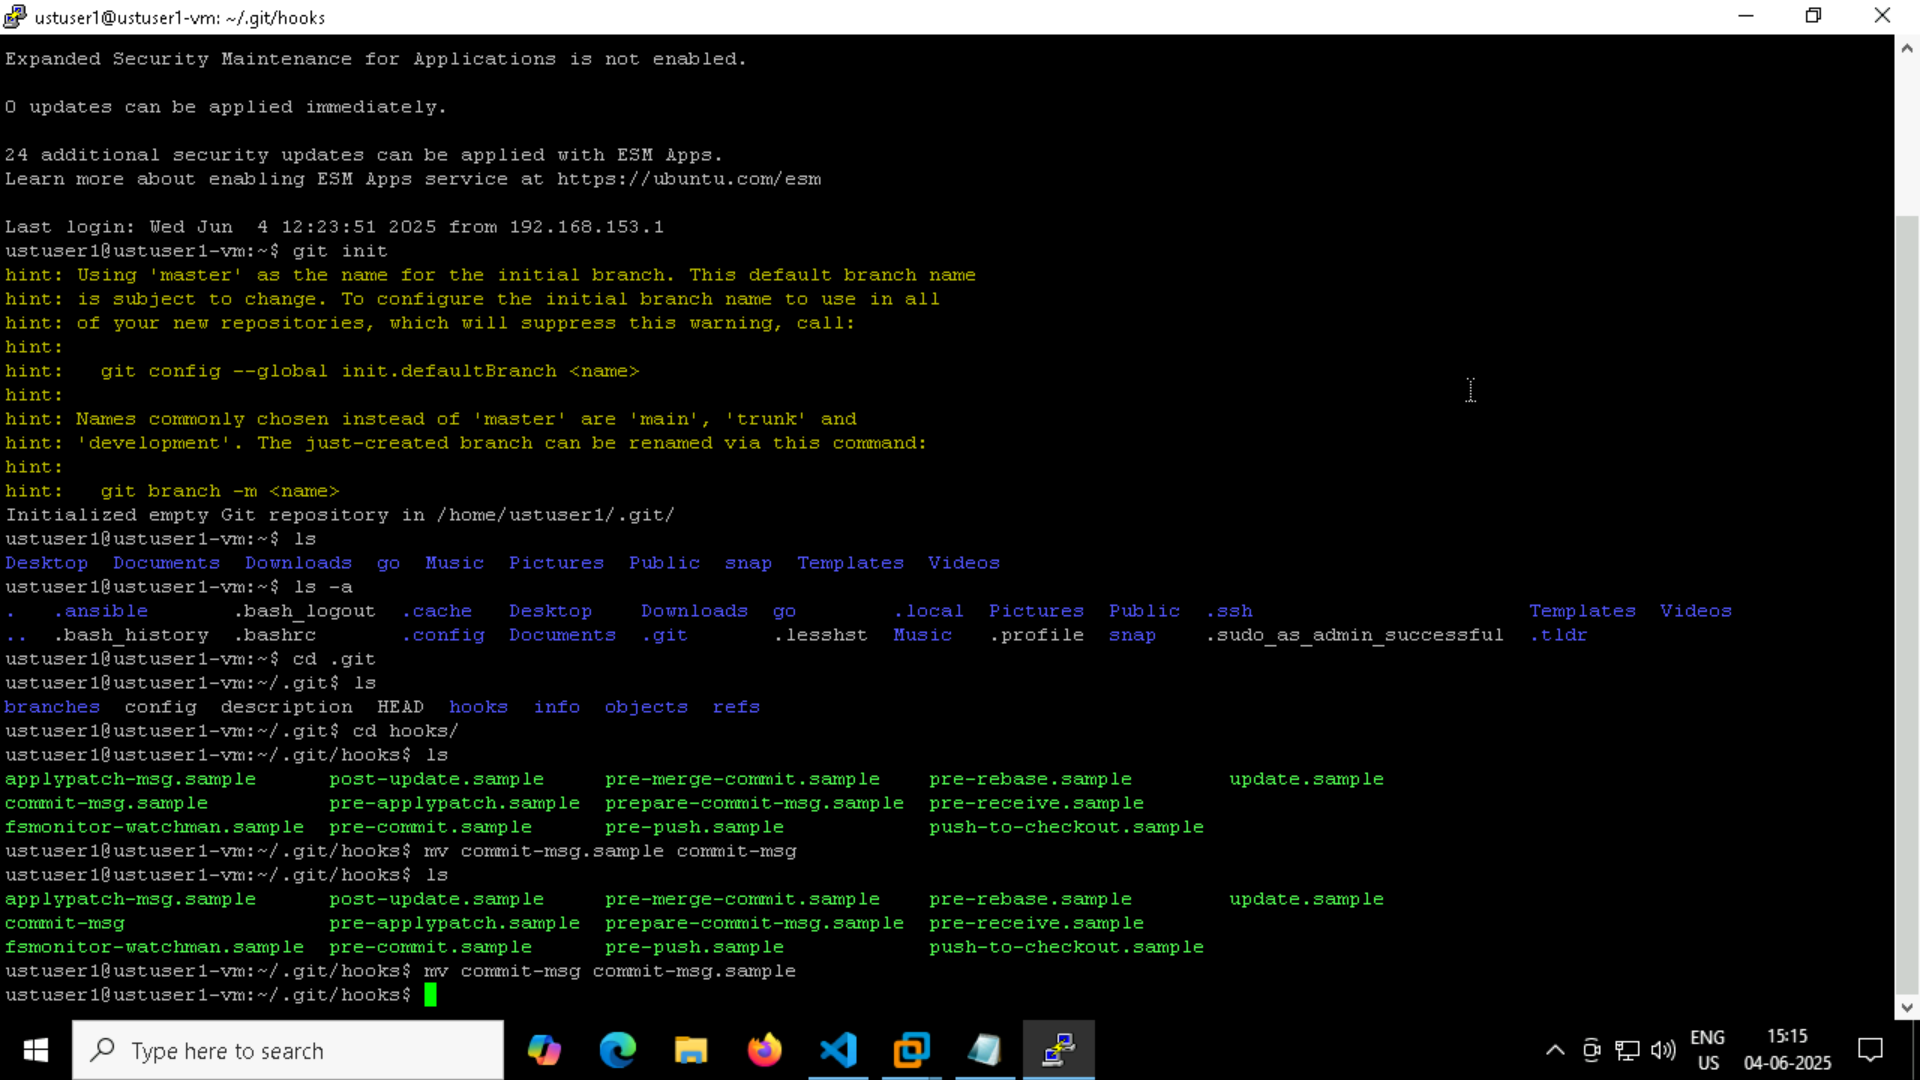 ustuser1@ustuser1-vm: ~/.git/hooks
Expanded Security Maintenance for Applications is not enabled.
0 updates can be applied immediately.
24 additional security updates can be applied with ESM Apps.
Learn more about enabling ESM Apps service at https://ubuntu.com/esm
Last login: Wed Jun  4 12:23:51 2025 from 192.168.153.1
ustuser1@ustuser1-vm:~$ git init
hint: Using 'master' as the name for the initial branch. This default branch name
hint: is subject to change. To configure the initial branch name to use in all
hint: of your new repositories, which will suppress this warning, call:
hint:
hint:   git config --global init.defaultBranch <name>
hint:
hint: Names commonly chosen instead of 'master' are 'main', 'trunk' and
hint: 'development'. The just-created branch can be renamed via this command:
hint:
hint:   git branch -m <name>
Initialized empty Git repository in /home/ustuser1/.git/
ustuser1@ustuser1-vm:~$ ls
Desktop  Documents  Downloads  go  Music  Pictures  Public  snap  Templates  Videos
ustuser1@ustuser1-vm:~$ ls -a
.   .ansible       .bash_logout  .cache   Desktop    Downloads  go        .local  Pictures  Public  .ssh                       Templates  Videos
..  .bash_history  .bashrc       .config  Documents  .git       .lesshst  Music   .profile  snap    .sudo_as_admin_successful  .tldr
ustuser1@ustuser1-vm:~$ cd .git
ustuser1@ustuser1-vm:~/.git$ ls
branches  config  description  HEAD  hooks  info  objects  refs
ustuser1@ustuser1-vm:~/.git$ cd hooks/
ustuser1@ustuser1-vm:~/.git/hooks$ ls
applypatch-msg.sample      post-update.sample     pre-merge-commit.sample    pre-rebase.sample        update.sample
commit-msg.sample          pre-applypatch.sample  prepare-commit-msg.sample  pre-receive.sample
fsmonitor-watchman.sample  pre-commit.sample      pre-push.sample            push-to-checkout.sample
ustuser1@ustuser1-vm:~/.git/hooks$ mv commit-msg.sample commit-msg
ustuser1@ustuser1-vm:~/.git/hooks$ ls
applypatch-msg.sample      post-update.sample     pre-merge-commit.sample    pre-rebase.sample        update.sample
commit-msg                 pre-applypatch.sample  prepare-commit-msg.sample  pre-receive.sample
fsmonitor-watchman.sample  pre-commit.sample      pre-push.sample            push-to-checkout.sample
ustuser1@ustuser1-vm:~/.git/hooks$ mv commit-msg commit-msg.sample
ustuser1@ustuser1-vm:~/.git/hooks$
Type here to search
ENG
US
15:15
04-06-2025